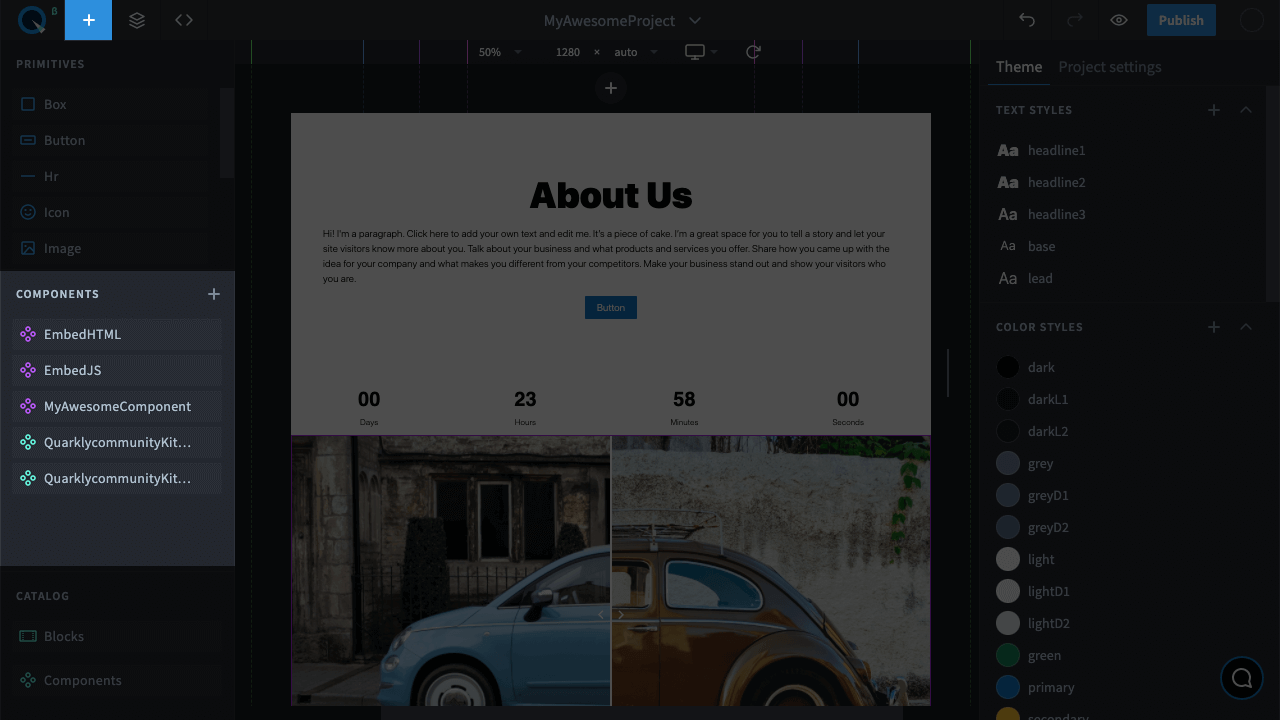 β
MyAwesomeProject
Publish
PRIMITIVES
Box
Button
Hr
Icon
Image
COMPONENTS
EmbedHTML
EmbedJS
MyAwesomeComponent
QuarklycommunityKit...
QuarklycommunityKit...
CATALOG
Blocks
Components
50%
1280 × auto
About Us
Hi! I'm a paragraph. Click here to add your own text and edit me. It's a piece of cake. I'm a great space for you to tell a story and let your
site visitors know more about you. Talk about your business and what products and services you offer. Share how you came up with the
idea for your company and what makes you different from your competitors. Make your business stand out and show your visitors who
you are.
Button
00 23 58 00
Days Hours Minutes Seconds
Theme Project settings
TEXT STYLES
Aa headline1
Aa headline2
Aa headline3
Aa base
Aa lead
COLOR STYLES
dark
darkL1
darkL2
grey
greyD1
greyD2
light
lightD1
lightD2
green
primary
secondary